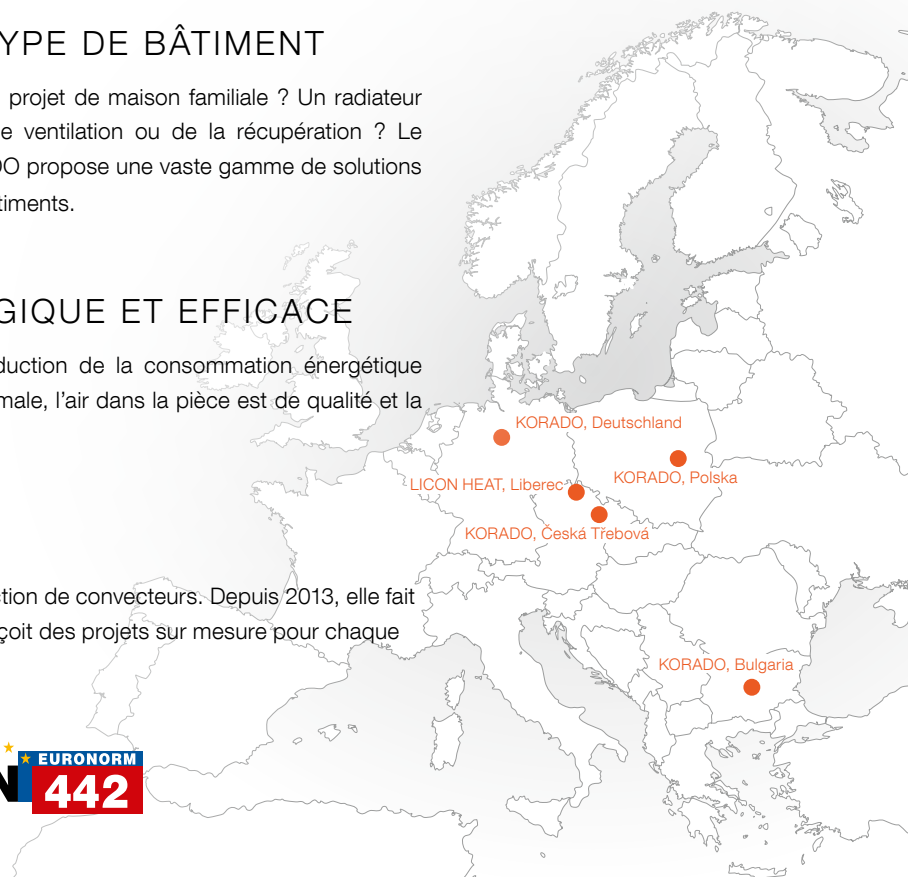 YPE DE BÂTIMENT
projet de maison familiale ? Un radiateur
e ventilation ou de la récupération ? Le
DO propose une vaste gamme de solutions
timents.
GIQUE ET EFFICACE
duction de la consommation énergétique
male, l'air dans la pièce est de qualité et la
KORADO, Deutschland
KORADO, Polska
LICON HEAT, Liberec
KORADO, Česká Třebová
ction de convecteurs. Depuis 2013, elle fait
çoit des projets sur mesure pour chaque
KORADO, Bulgaria
N EURONORM
442